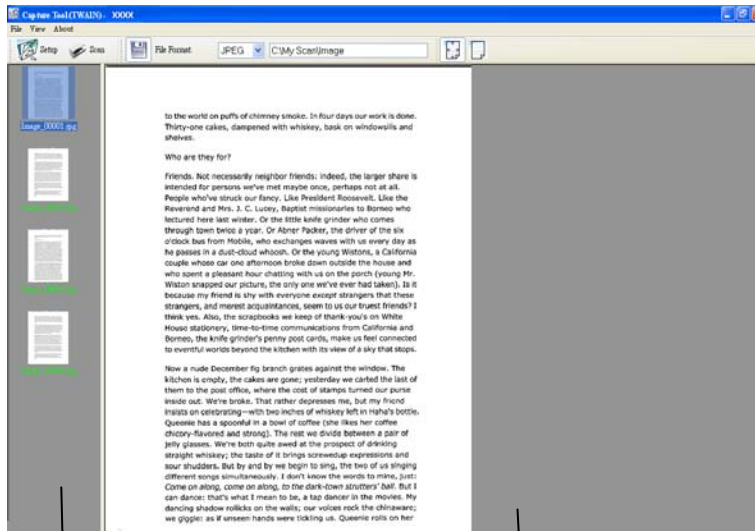 Capture Tool(TWAIN) - XXXX
File View About
Setup Scan File Format: JPEG C:\My Scan\Image
Image_00001.jpg
to the world on puffs of chimney smoke. In four days our work is done.
Thirty-one cakes, dampened with whiskey, bask on windowsills and
shelves.
Who are they for?
Friends. Not necessarily neighbor friends: indeed, the larger share is
intended for persons we've met maybe once, perhaps not at all.
People who've struck our fancy. Like President Roosevelt. Like the
Reverend and Mrs. J. C. Lucey, Baptist missionaries to Borneo who
lectured here last winter. Or the little knife grinder who comes
through town twice a year. Or Abner Packer, the driver of the six
o'clock bus from Mobile, who exchanges waves with us every day as
he passes in a dust-cloud whoosh. Or the young Wistons, a California
couple whose car one afternoon broke down outside the house and
who spent a pleasant hour chatting with us on the porch (young Mr.
Wiston snapped our picture, the only one we've ever had taken). Is it
because my friend is shy with everyone except strangers that these
strangers, and merest acquaintances, seem to us our truest friends? I
think yes. Also, the scrapbooks we keep of thank-you's on White
House stationery, time-to-time communications from California and
Borneo, the knife grinder's penny post cards, make us feel connected
to eventful worlds beyond the kitchen with its view of a sky that stops.
Now a nude December fig branch grates against the window. The
kitchen is empty, the cakes are gone; yesterday we carted the last of
them to the post office, where the cost of stamps turned our purse
inside out. We're broke. That rather depresses me, but my friend
insists on celebrating—with two inches of whiskey left in Haha's bottle.
Queenie has a spoonful in a bowl of coffee (she likes her coffee
chicory-flavored and strong). The rest we divide between a pair of
jelly glasses. We're both quite awed at the prospect of drinking
straight whiskey; the taste of it brings screwedup expressions and
sour shudders. But by and by we begin to sing, the two of us singing
different songs simultaneously. I don't know the words to mine, just:
Come on along, come on along, to the dark-town strutters' ball. But I
can dance: that's what I mean to be, a tap dancer in the movies. My
dancing shadow rollicks on the walls; our voices rock the chinaware;
we giggle: as if unseen hands were tickling us. Queenie rolls on her